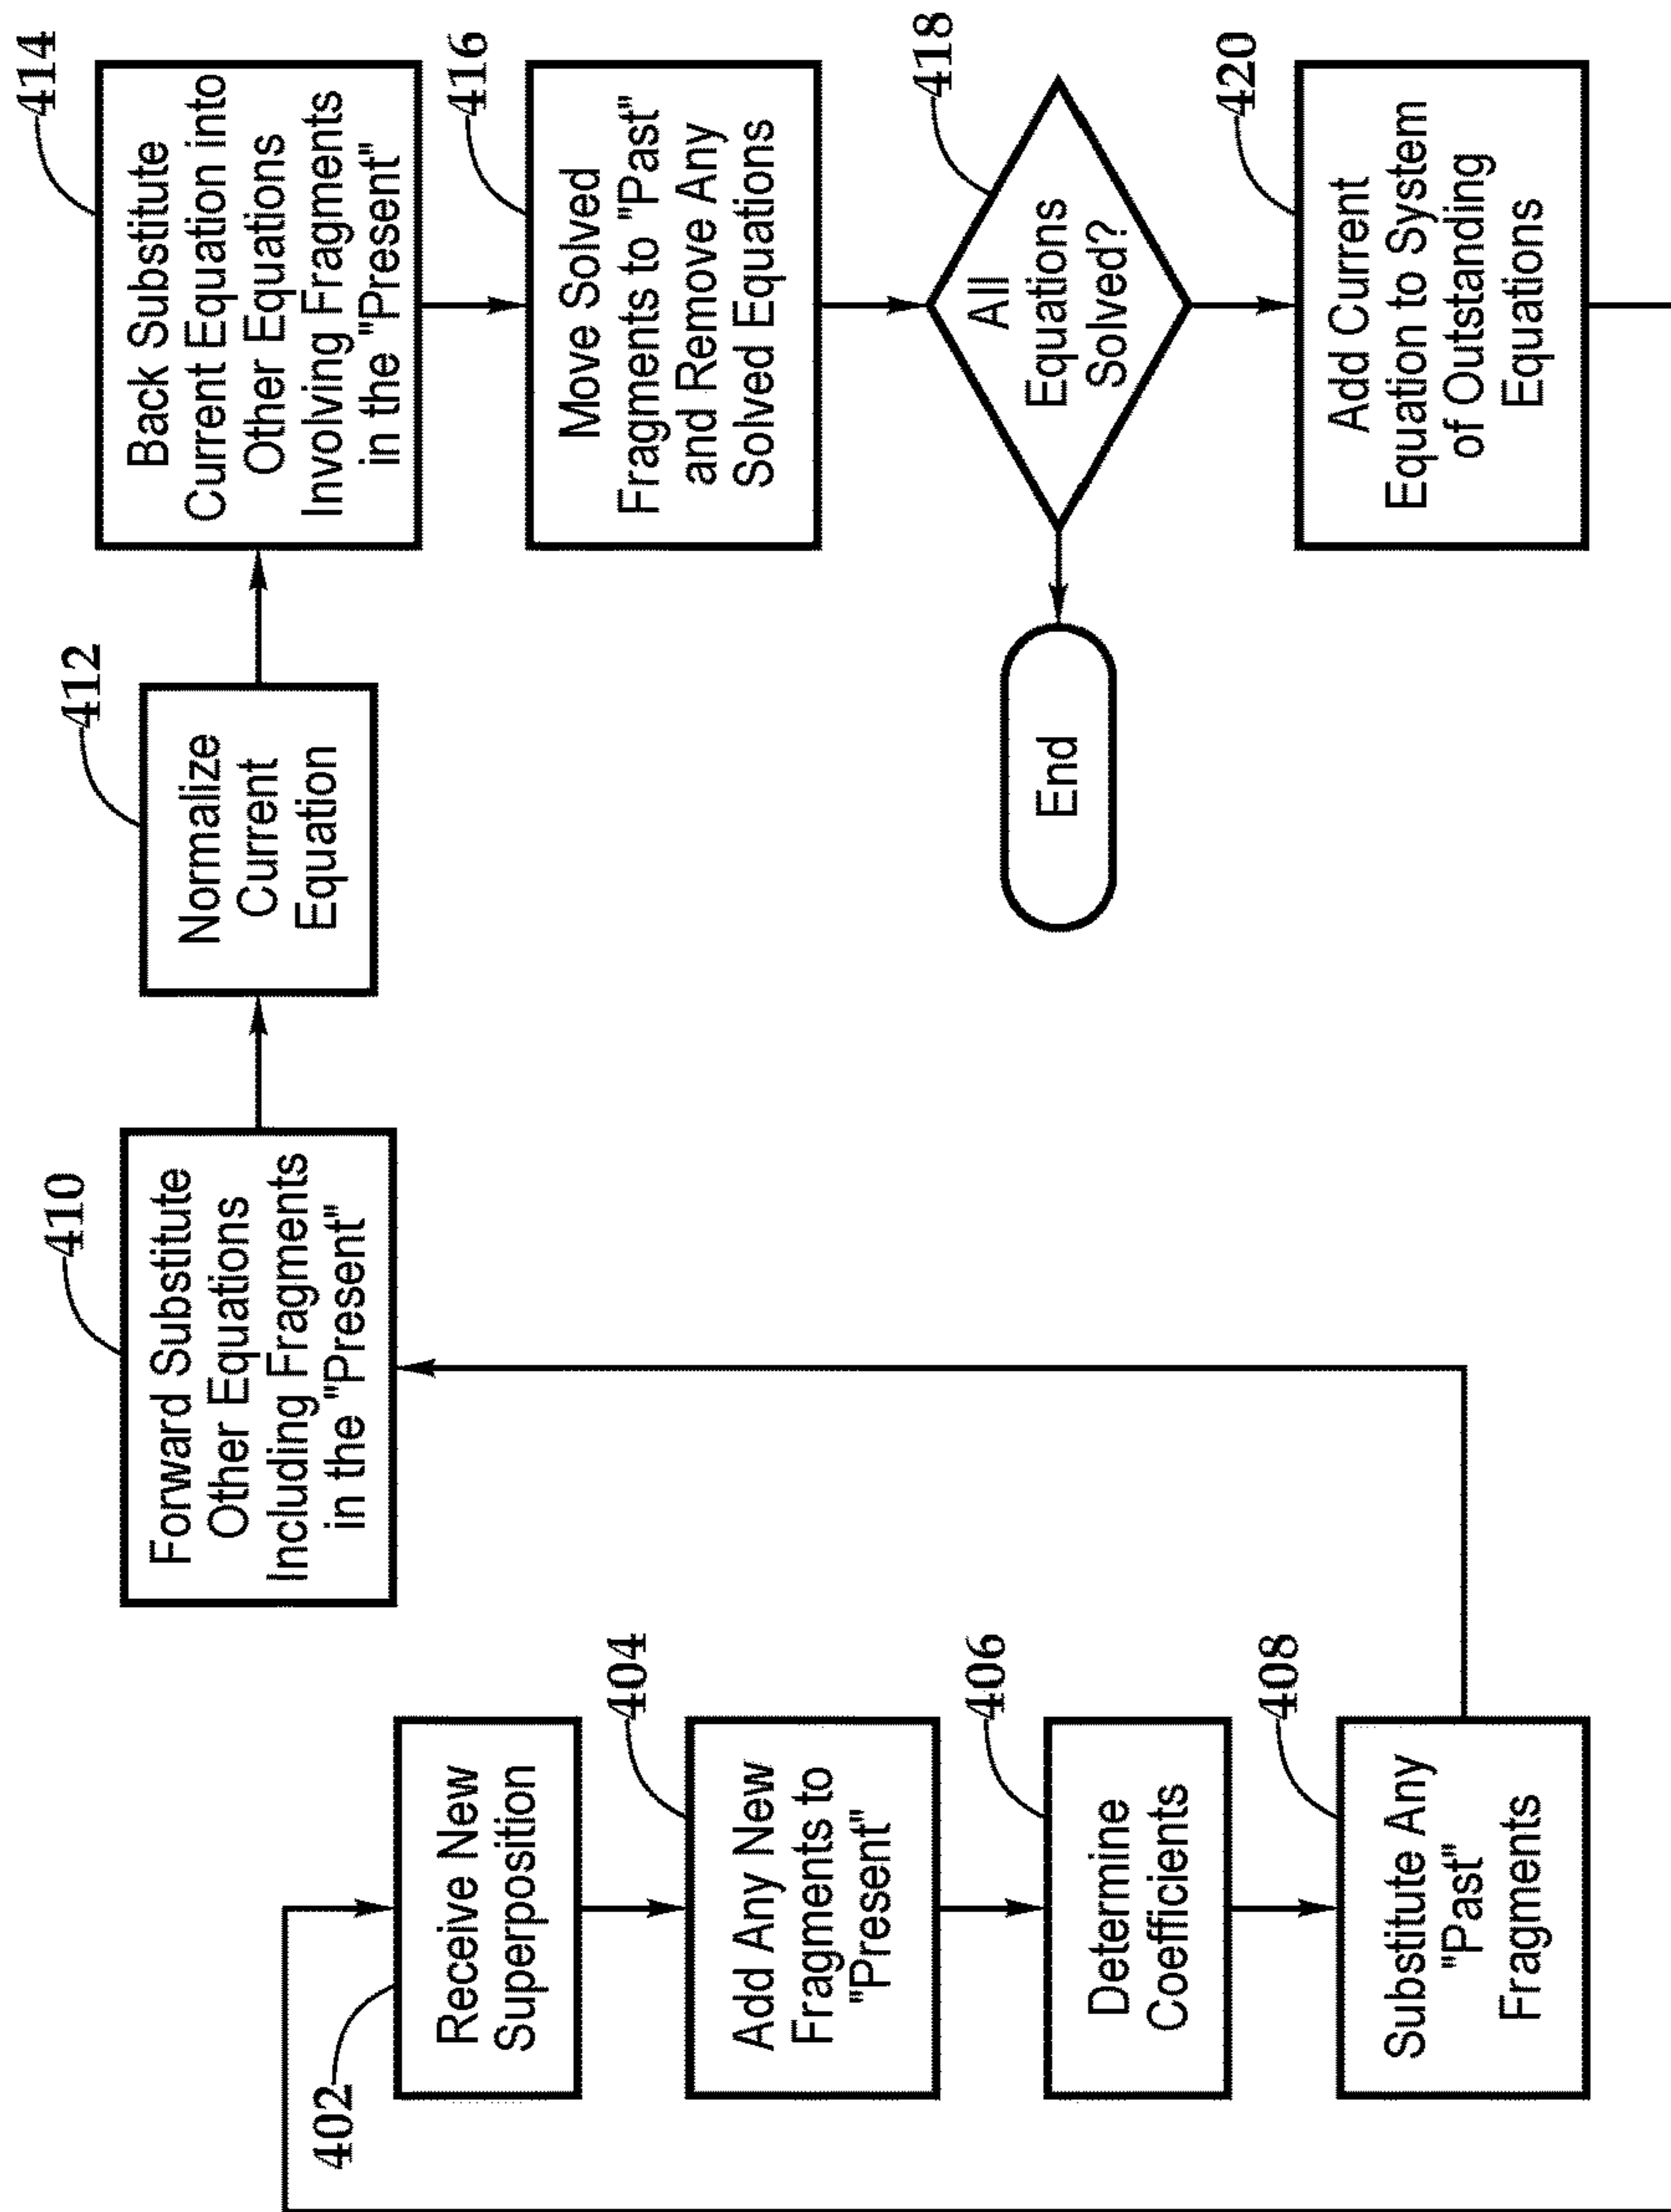 402
Receive New
Superposition
404
Add Any New
Fragments to
"Present"
406
Determine
Coefficients
408
Substitute Any
"Past"
Fragments
410
Forward Substitute
Other Equations
Including Fragments
in the "Present"
412
Normalize
Current
Equation
414
Back Substitute
Current Equation into
Other Equations
Involving Fragments
in the "Present"
416
Move Solved
Fragments to "Past"
and Remove Any
Solved Equations
418
All
Equations
Solved?
End
420
Add Current
Equation to System
of Outstanding
Equations